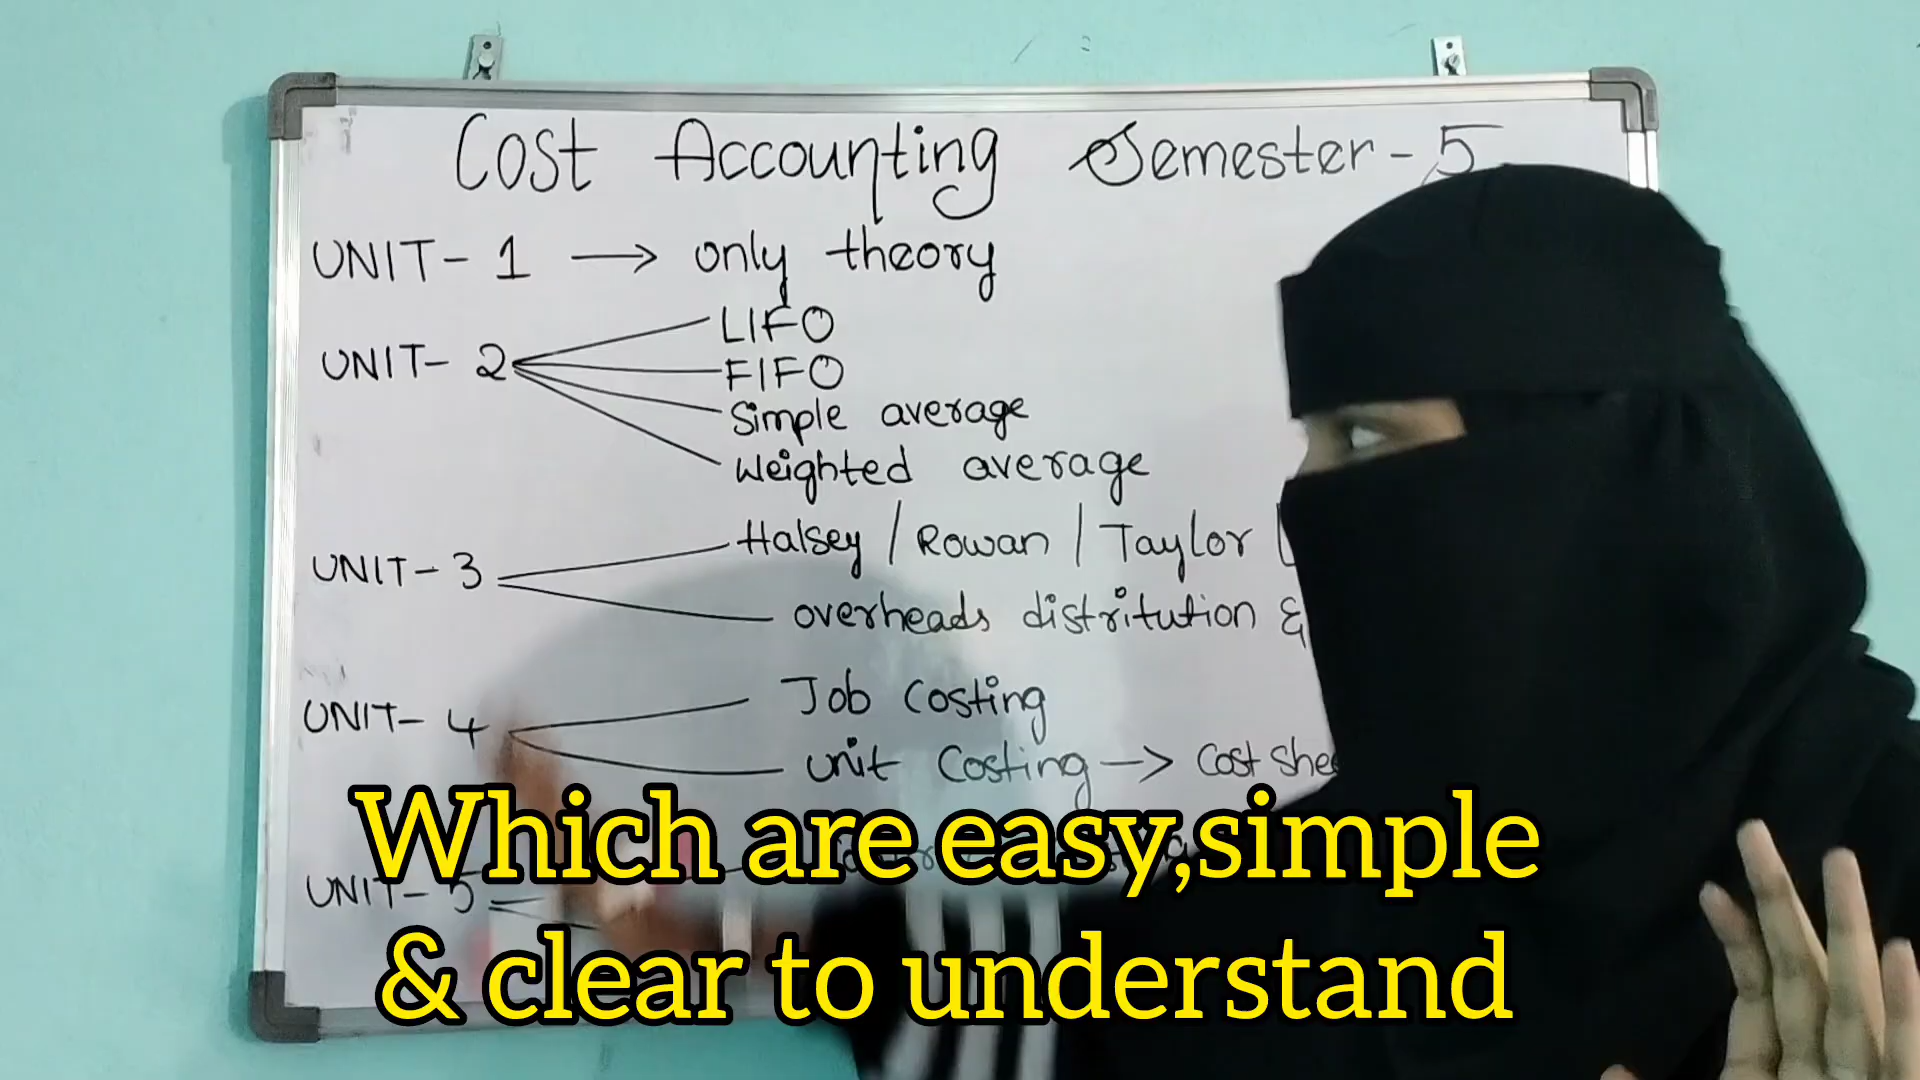 Cost Accounting Semester - 5
UNIT - 1 → only theory
UNIT - 2
LIFO
FIFO
Simple average
Weighted average
UNIT - 3
Halsey / Rowan / Taylor
overheads distritution &
UNIT - 4
Job Costing
unit Costing → Cost She
UNIT - 5
Which are easy,simple
& clear to understand